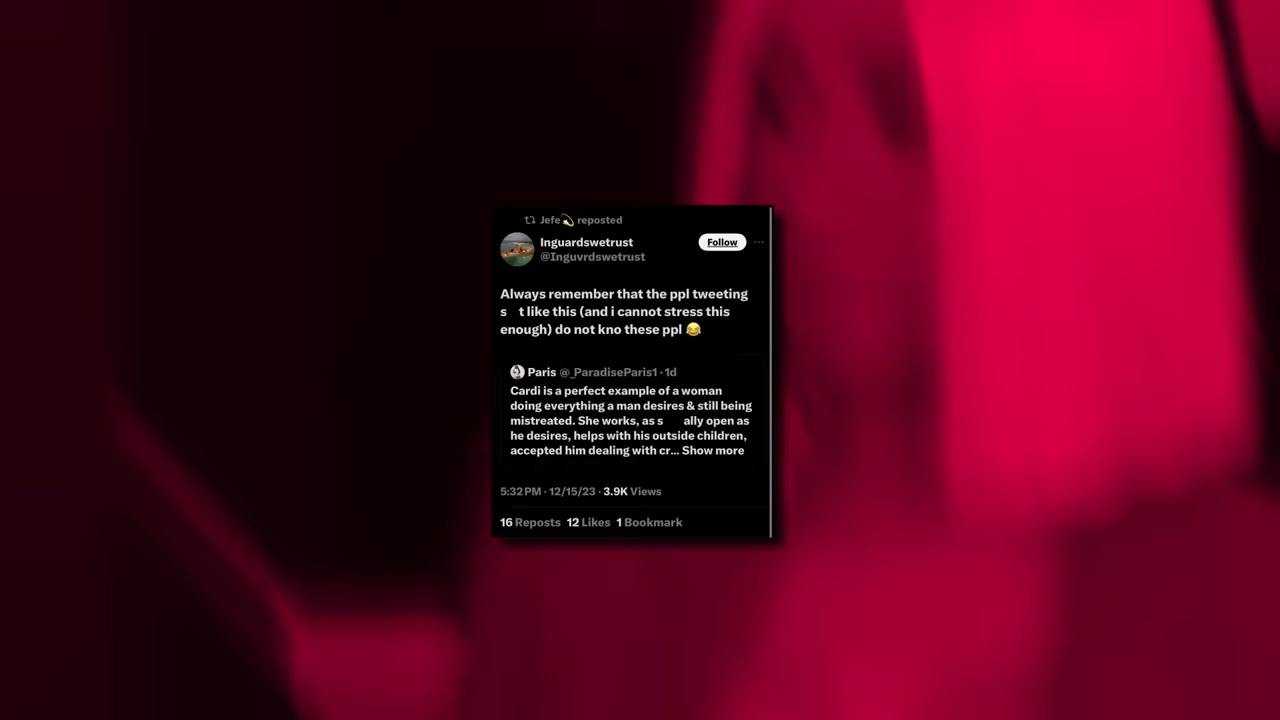 Jefe💫 reposted
Inguardswetrust
Follow
@Inguvrdswetrust
Always remember that the ppl tweeting
s t like this (and i cannot stress this
enough) do not kno these ppl 😂
Paris @_ParadiseParis1 · 1d
Cardi is a perfect example of a woman
doing everything a man desires & still being
mistreated. She works, as s ally open as
he desires, helps with his outside children,
accepted him dealing with cr... Show more
5:32 PM · 12/15/23 · 3.9K Views
16 Reposts 12 Likes 1 Bookmark